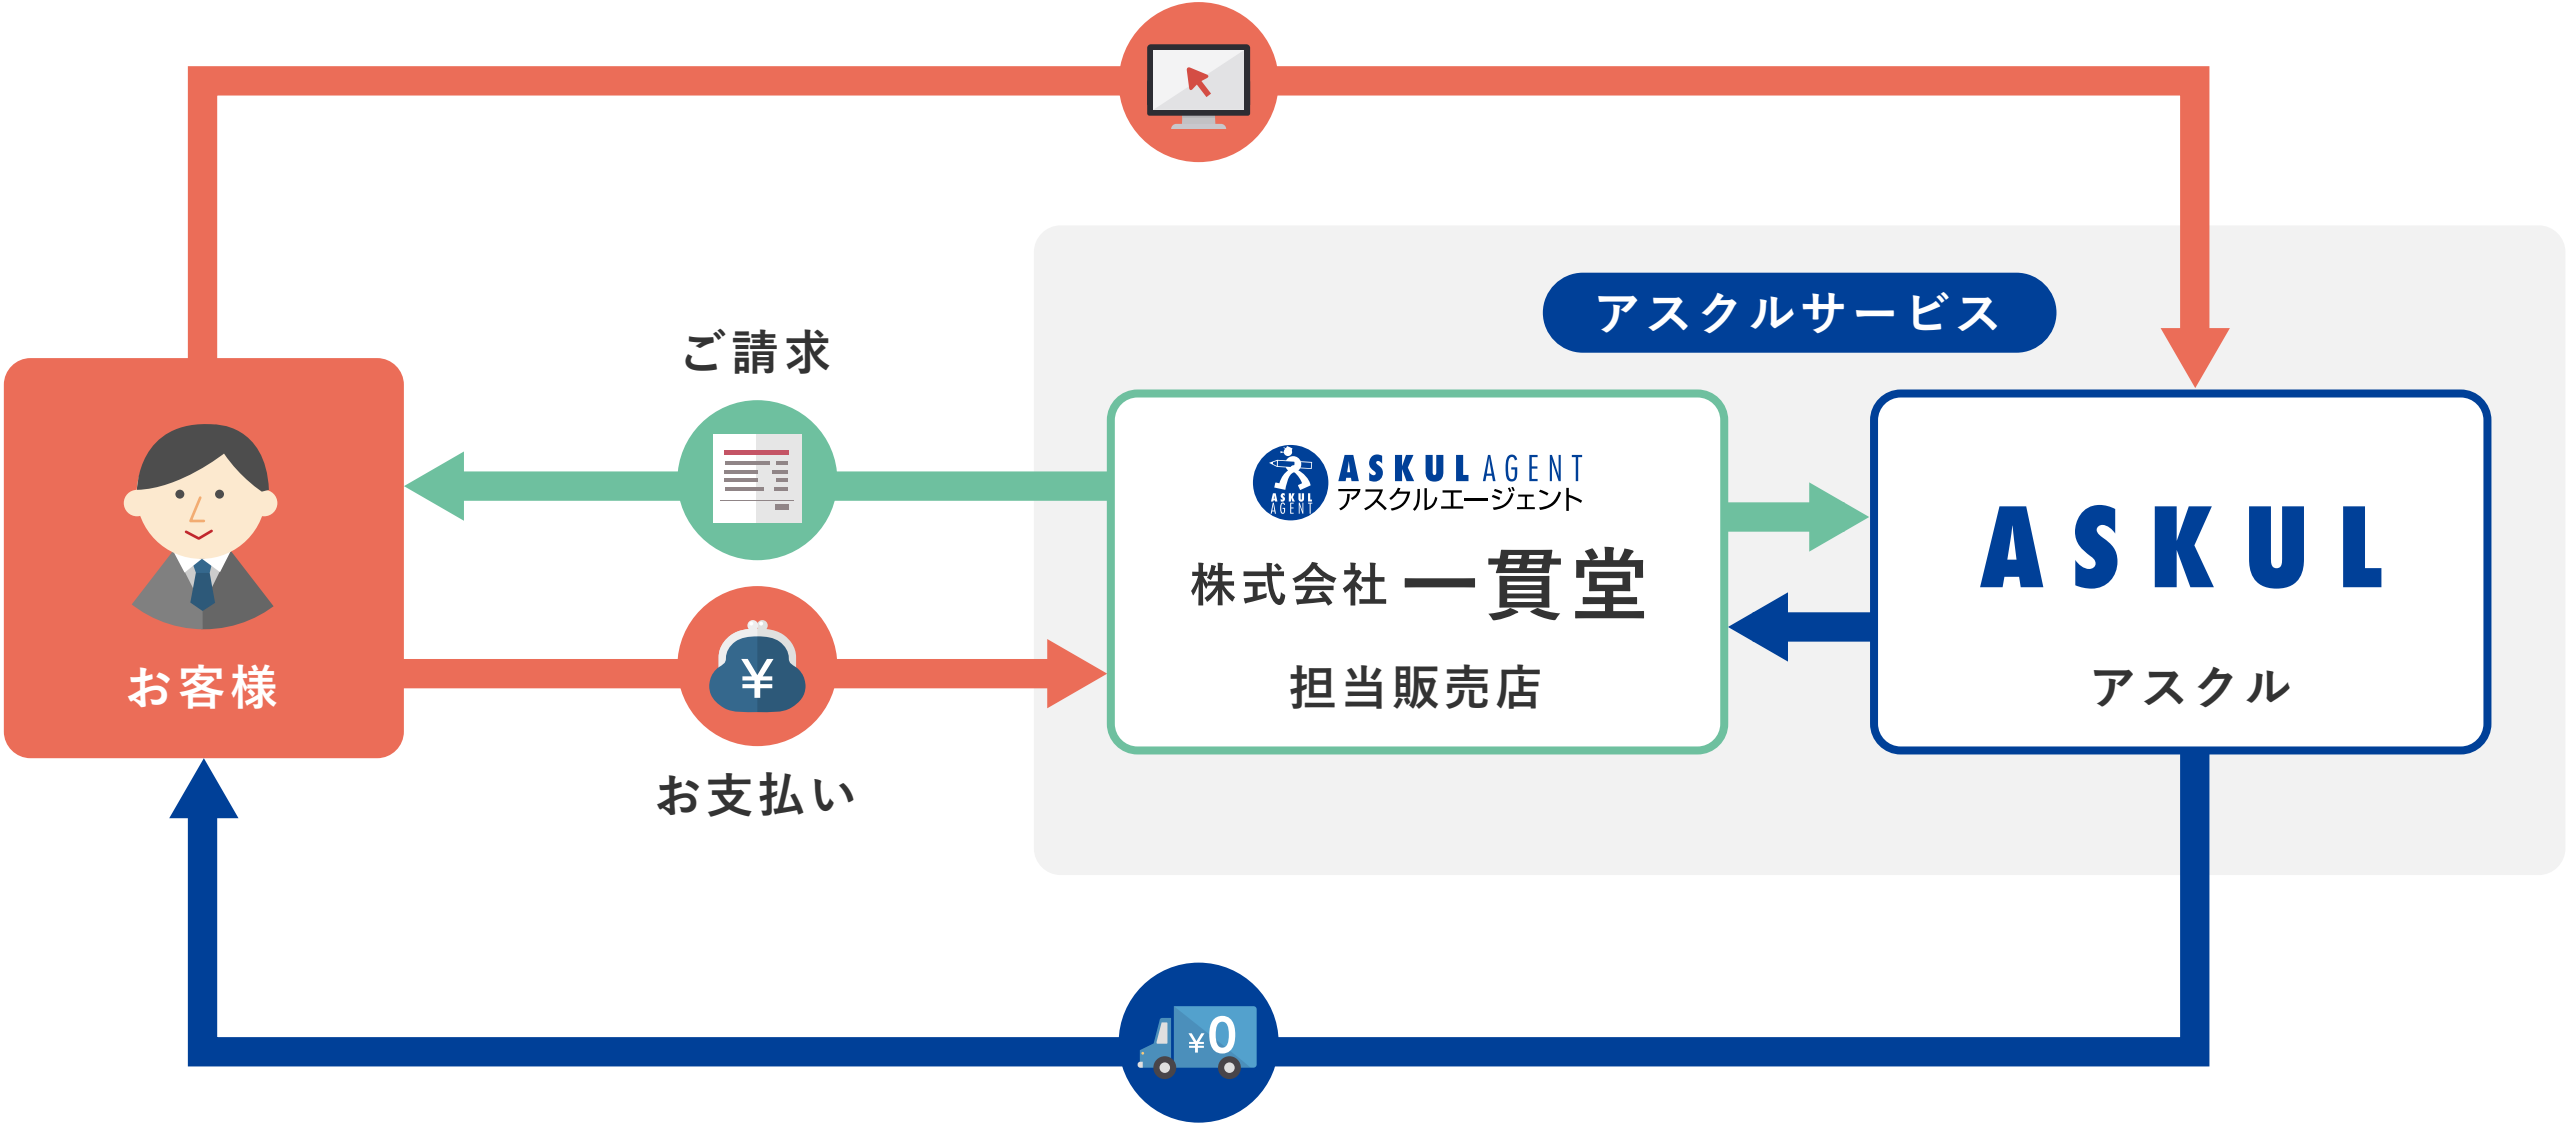 アスクルサービス
ご請求
ASKUL AGENT
アスクルエージェント
ASKUL
AGENT
株式会社 一貫堂
担当販売店
ASKUL
アスクル
お客様
¥
お支払い
¥0